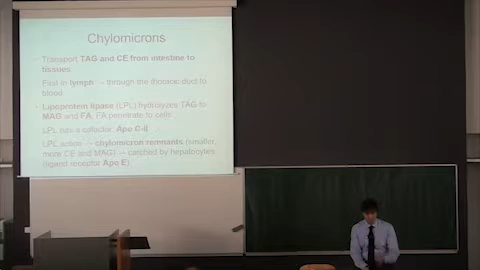 Chylomicrons
Transport TAG and CE from intestine to
tissues
First in lymph → through the thoracic duct to
blood
Lipoprotein lipase (LPL) hydrolyzes TAG to
MAG and FA; FA penetrate to cells
LPL has a cofactor: Apo C-II
LPL action → chylomicron remnants (smaller,
more CE and MAG) → catched by hepatocytes
(ligand receptor Apo E)